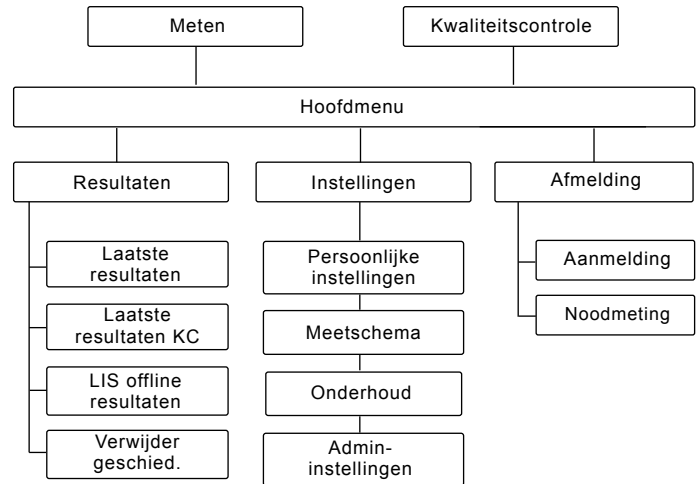 Meten
Kwaliteitscontrole
Hoofdmenu
Resultaten
Instellingen
Afmelding
Laatste
resultaten
Laatste
resultaten KC
LIS offline
resultaten
Verwijder
geschied.
Persoonlijke
instellingen
Meetschema
Onderhoud
Admin-
instellingen
Aanmelding
Noodmeting